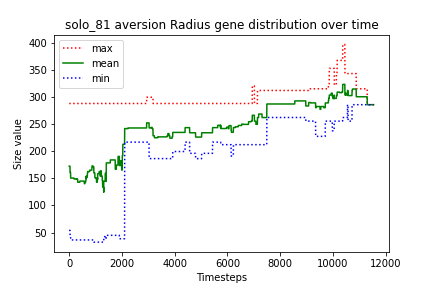 solo_81 aversion Radius gene distribution over time
max
mean
min
Size value
400
350
300
250
200
150
100
50
0 2000 4000 6000 8000 10000 12000
Timesteps